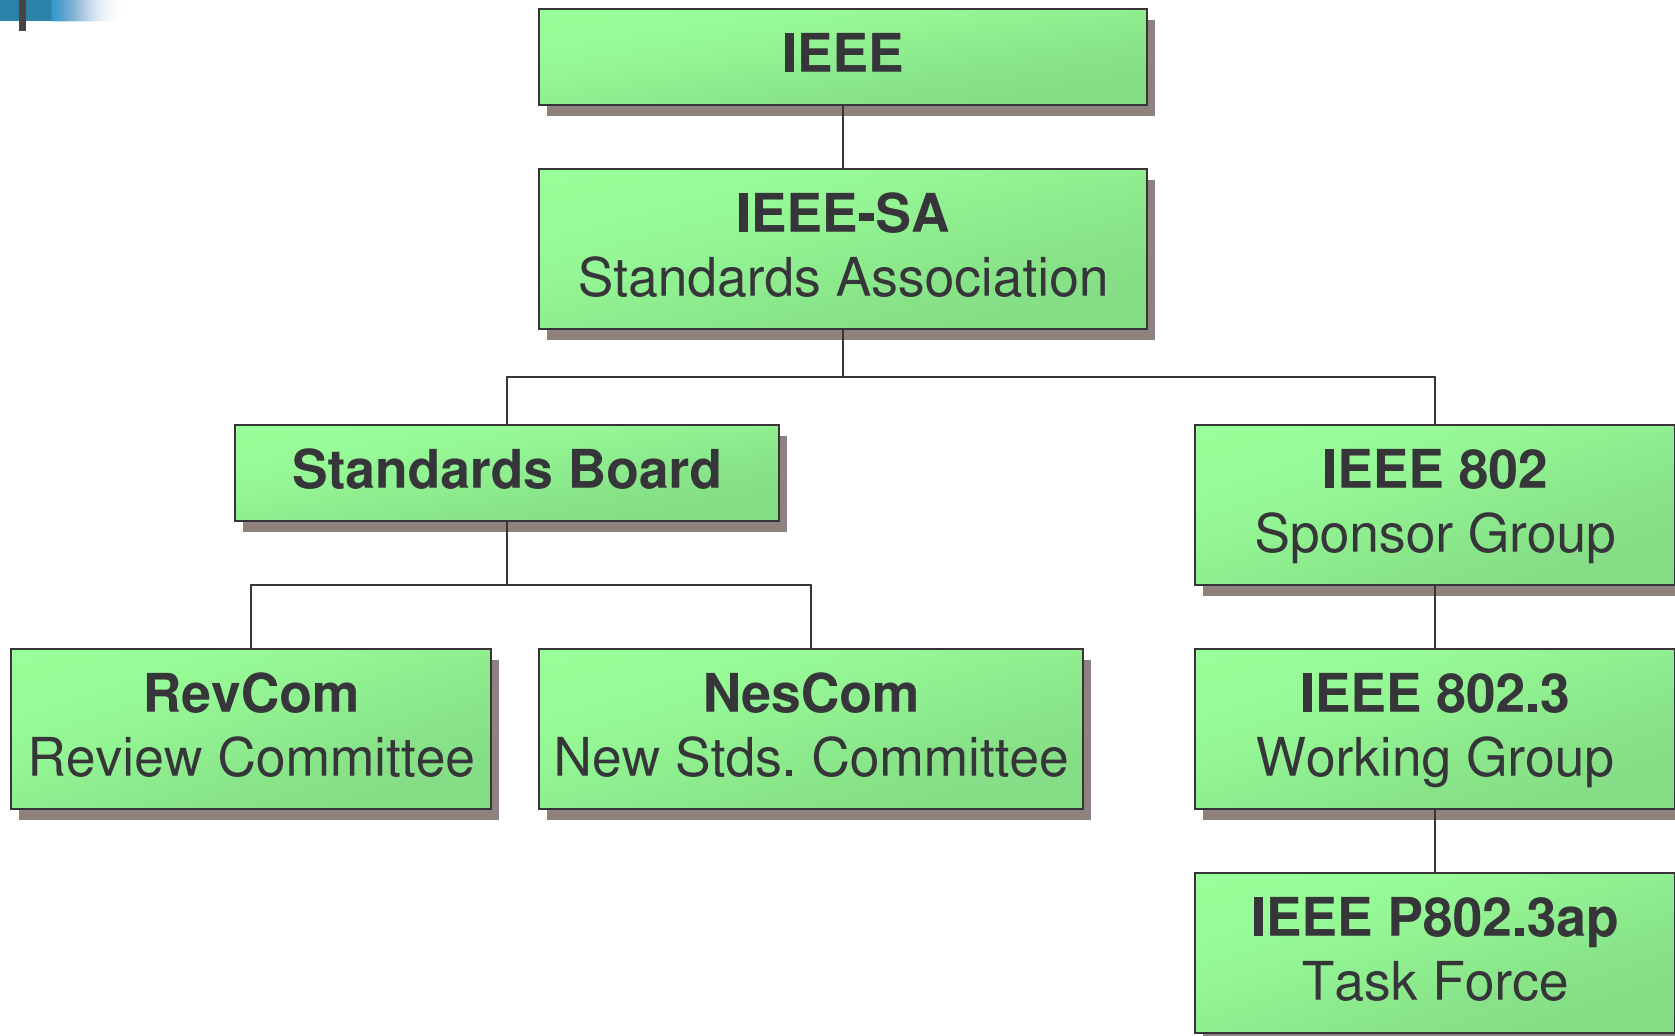 IEEE
IEEE-SA
Standards Association
Standards Board
IEEE 802
Sponsor Group
RevCom
Review Committee
NesCom
New Stds. Committee
IEEE 802.3
Working Group
IEEE P802.3ap
Task Force